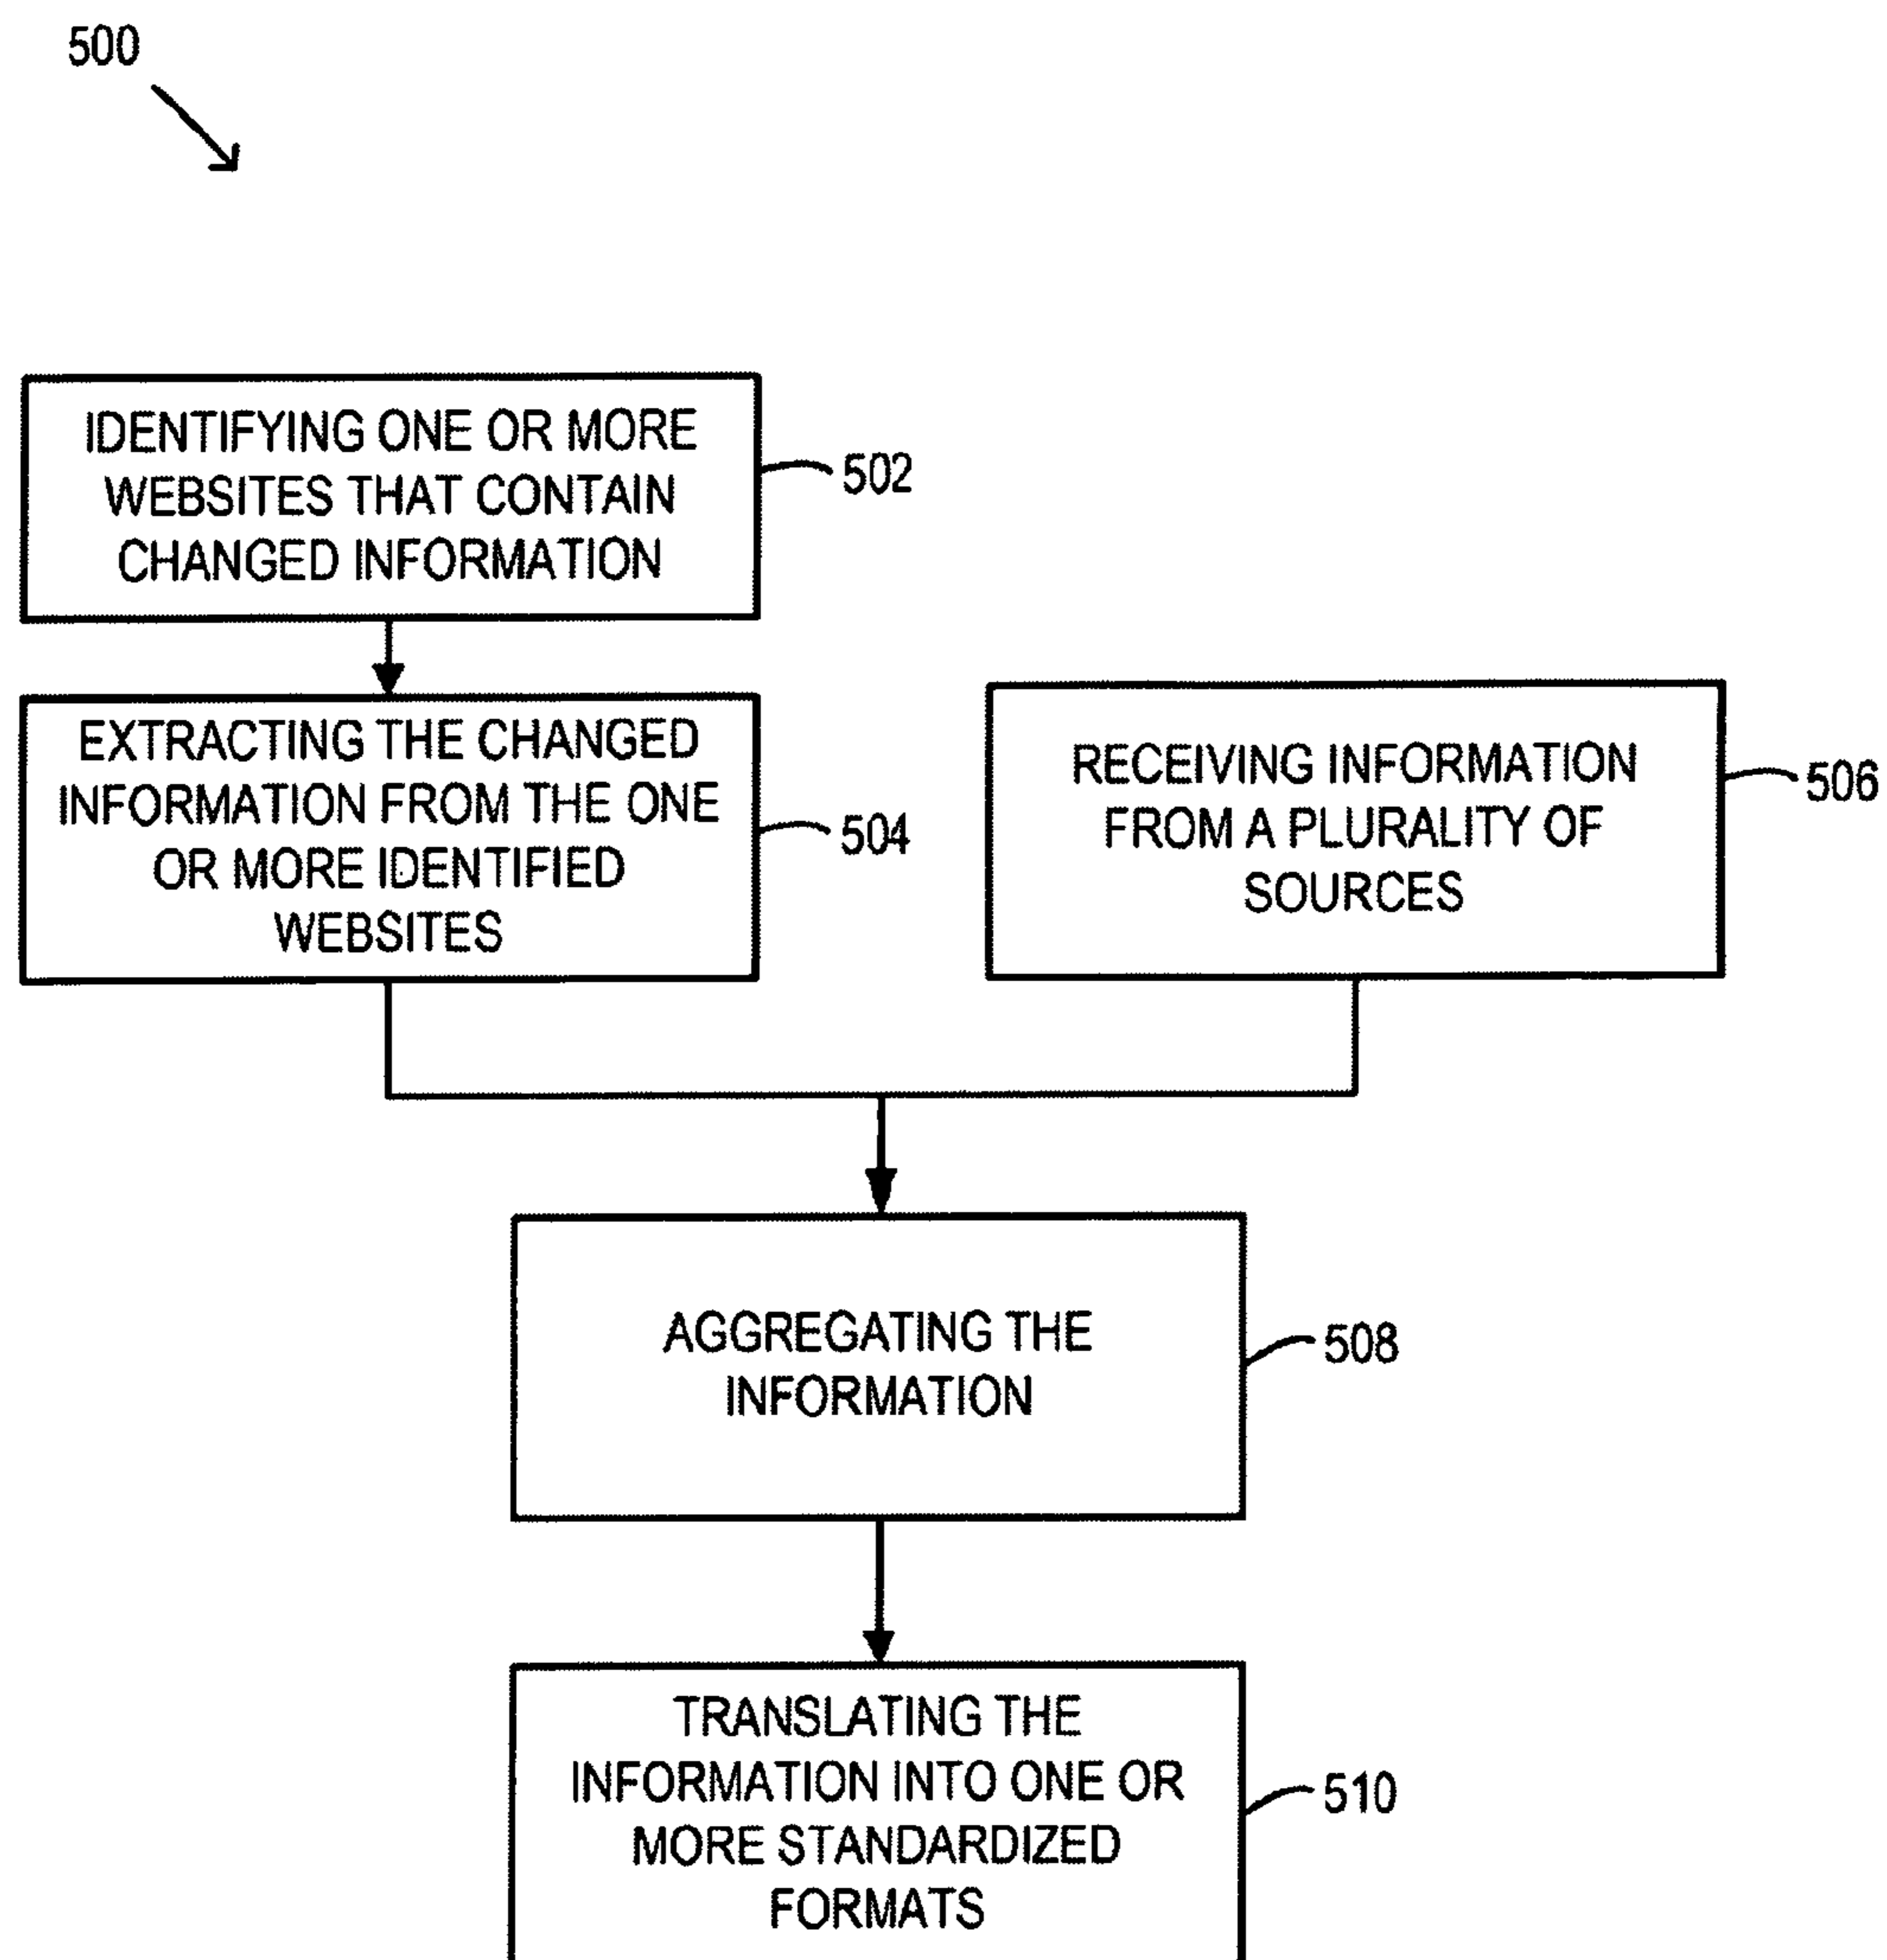 500
IDENTIFYING ONE OR MORE
WEBSITES THAT CONTAIN
CHANGED INFORMATION
502
EXTRACTING THE CHANGED
INFORMATION FROM THE ONE
OR MORE IDENTIFIED
WEBSITES
504
RECEIVING INFORMATION
FROM A PLURALITY OF
SOURCES
506
AGGREGATING THE
INFORMATION
508
TRANSLATING THE
INFORMATION INTO ONE OR
MORE STANDARDIZED
FORMATS
510